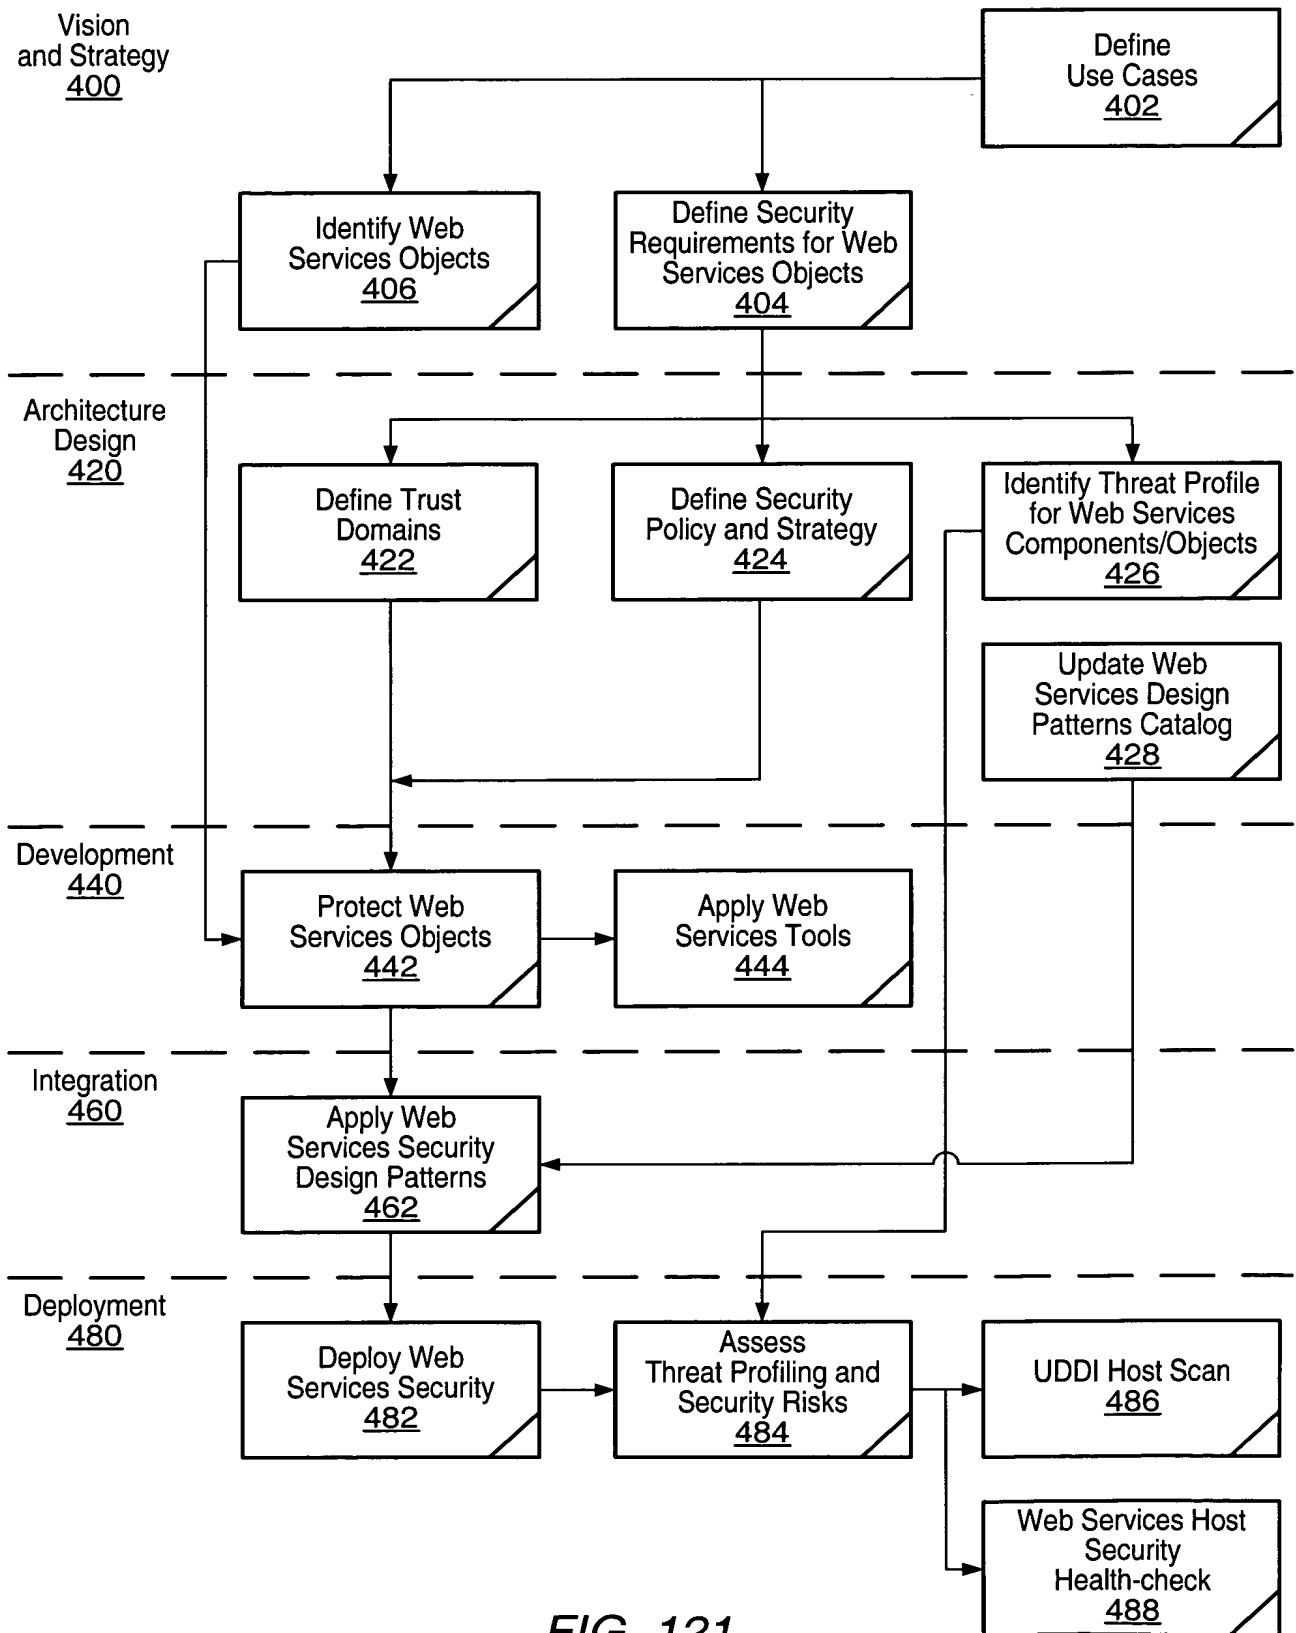 Vision
and Strategy
400
Define
Use Cases
402
Identify Web
Services Objects
406
Define Security
Requirements for Web
Services Objects
404
Architecture
Design
420
Define Trust
Domains
422
Define Security
Policy and Strategy
424
Identify Threat Profile
for Web Services
Components/Objects
426
Update Web
Services Design
Patterns Catalog
428
Development
440
Protect Web
Services Objects
442
Apply Web
Services Tools
444
Integration
460
Apply Web
Services Security
Design Patterns
462
Deployment
480
Deploy Web
Services Security
482
Assess
Threat Profiling and
Security Risks
484
UDDI Host Scan
486
Web Services Host
Security
Health-check
488
FIG. 121